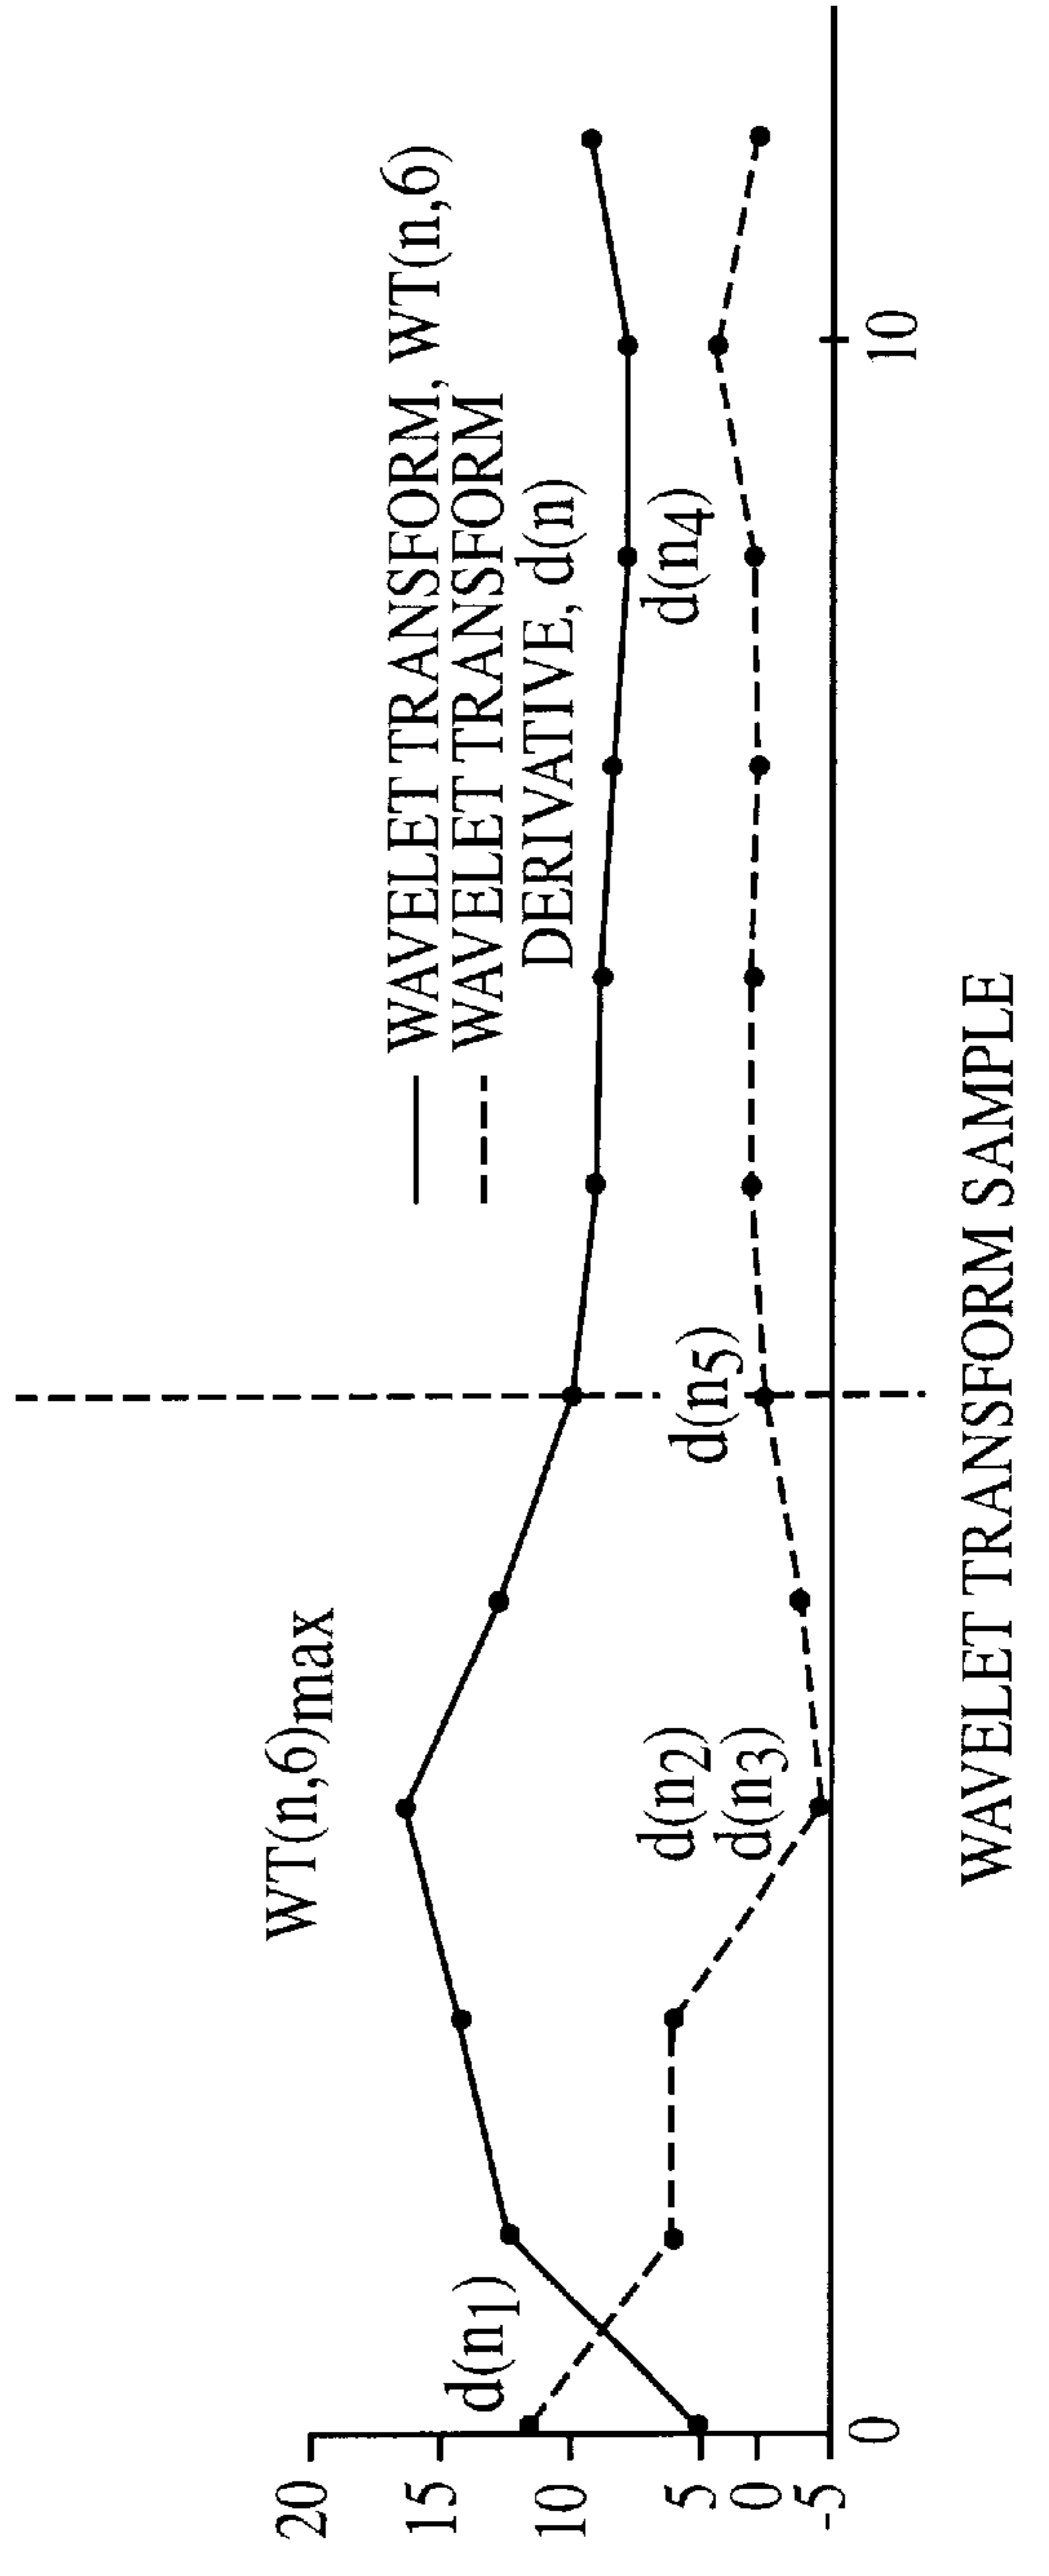 WAVELET TRANSFORM, WT(n,6)
WAVELET TRANSFORM
DERIVATIVE, d(n)
WT(n,6)max
20
15
10
5
0
-5
d(n1)
d(n2)
d(n3)
d(n5)
d(n4)
0
10
WAVELET TRANSFORM SAMPLE